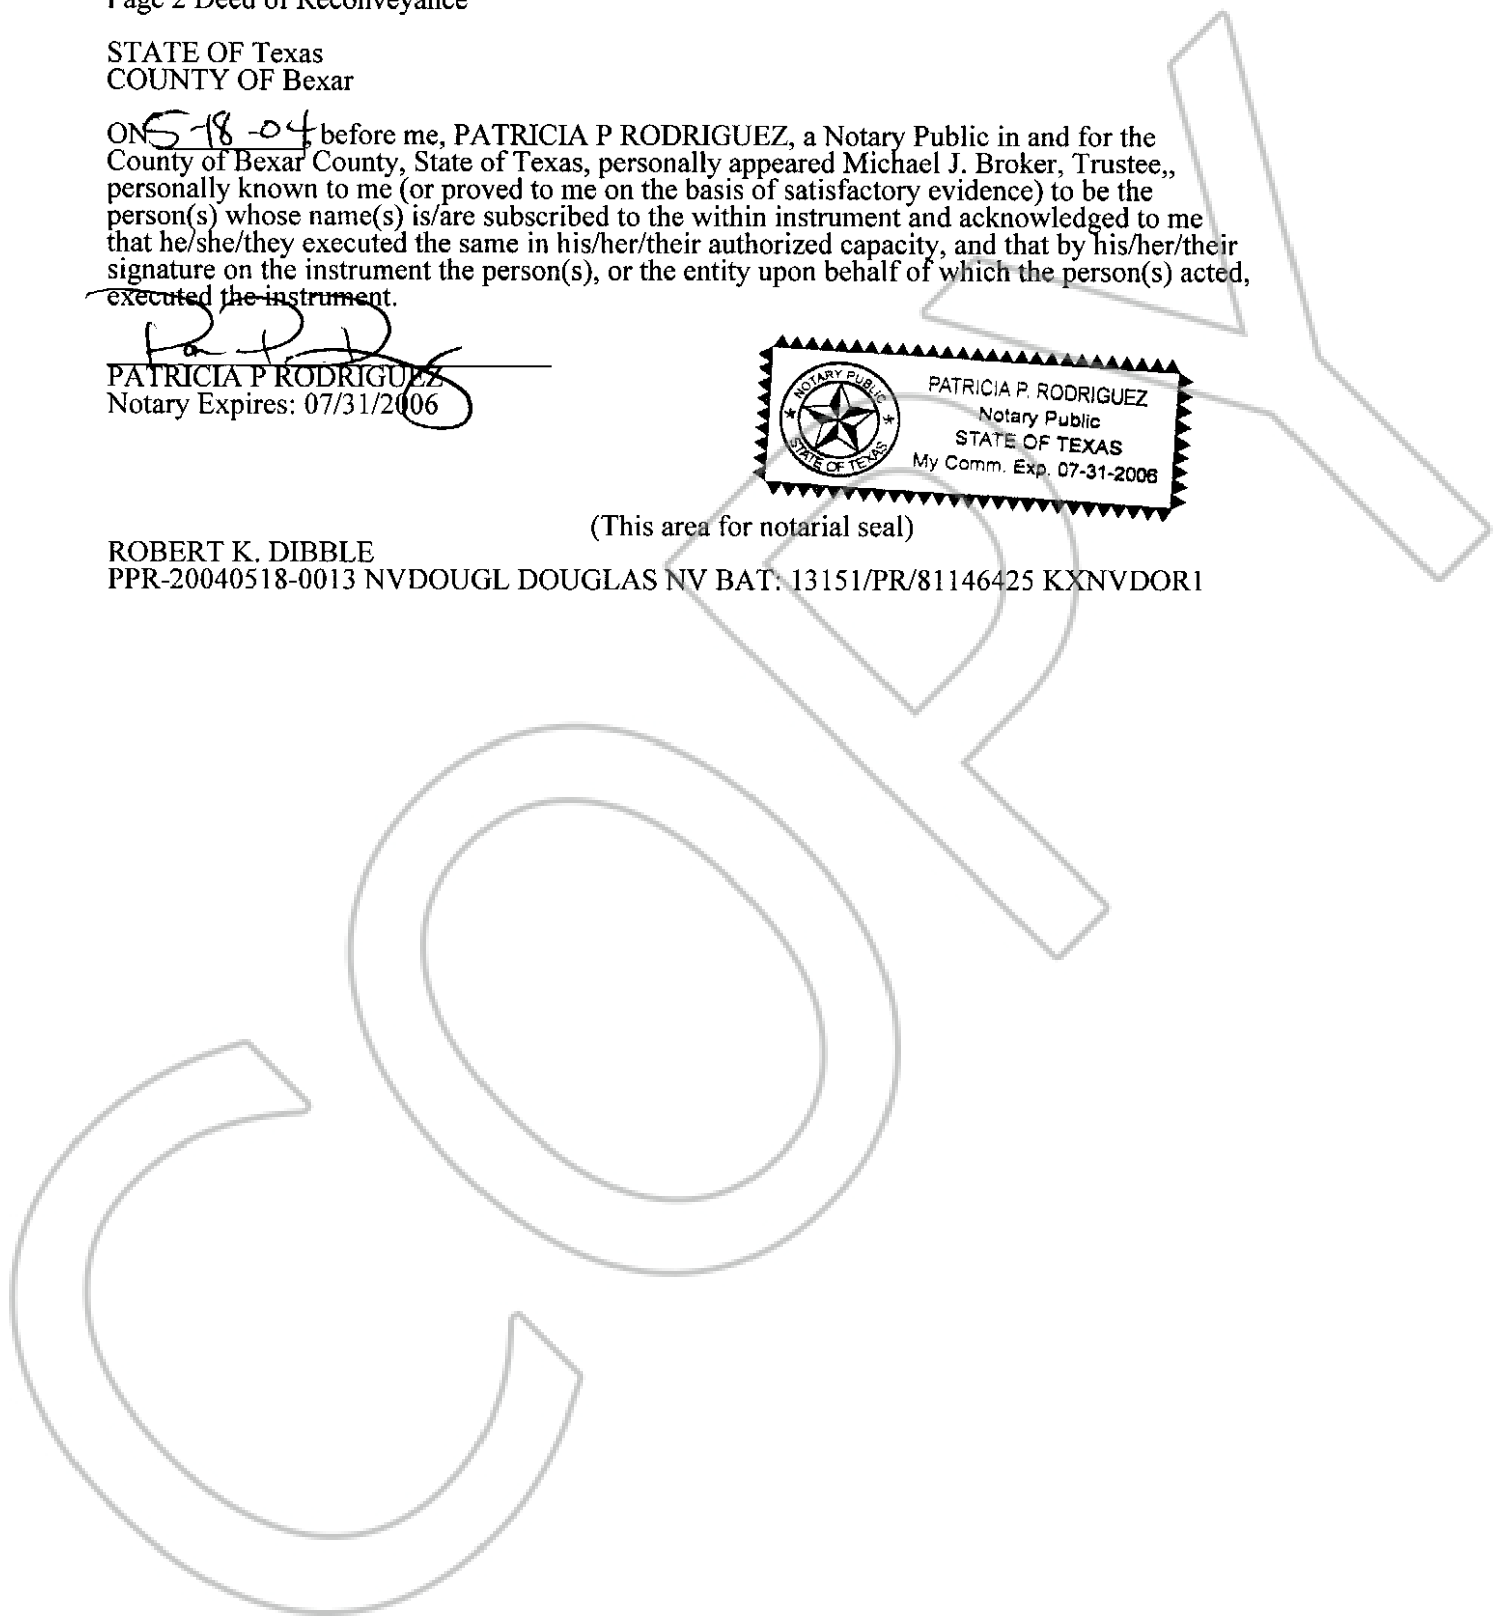 Page 2 Deed of Reconveyance
STATE OF Texas
COUNTY OF Bexar
ON 5-18-04, before me, PATRICIA P RODRIGUEZ, a Notary Public in and for the
County of Bexar County, State of Texas, personally appeared Michael J. Broker, Trustee,,
personally known to me (or proved to me on the basis of satisfactory evidence) to be the
person(s) whose name(s) is/are subscribed to the within instrument and acknowledged to me
that he/she/they executed the same in his/her/their authorized capacity, and that by his/her/their
signature on the instrument the person(s), or the entity upon behalf of which the person(s) acted,
executed the instrument.
PATRICIA P RODRIGUEZ
Notary Expires: 07/31/2006
NOTARY PUBLIC
STATE OF TEXAS
PATRICIA P. RODRIGUEZ
Notary Public
STATE OF TEXAS
My Comm. Exp. 07-31-2006
(This area for notarial seal)
ROBERT K. DIBBLE
PPR-20040518-0013 NVDOUGL DOUGLAS NV BAT: 13151/PR/81146425 KXNVDOR1
COPY